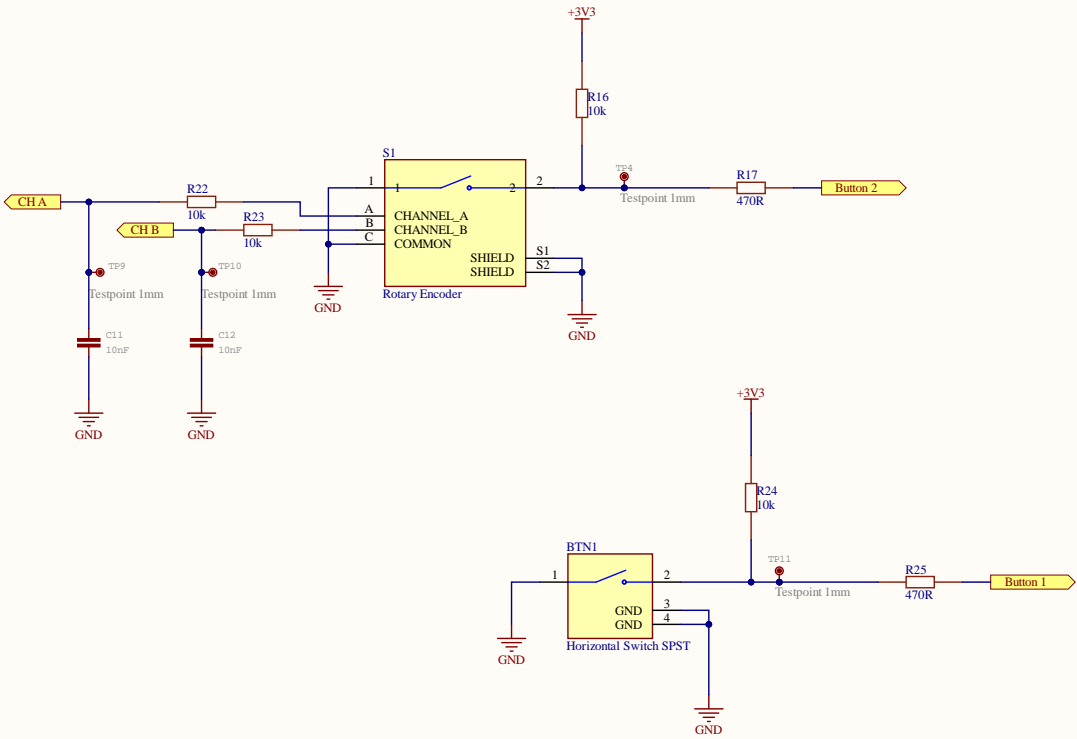 +3V3
R16
10k
S1
1
1
2
2
TP4
Testpoint 1mm
R17
470R
Button 2
CH A
R22
10k
A
CHANNEL_A
CH B
R23
10k
B
CHANNEL_B
C
COMMON
SHIELD
S1
SHIELD
S2
Rotary Encoder
GND
GND
TP9
Testpoint 1mm
TP10
Testpoint 1mm
C11
10nF
C12
10nF
GND
GND
+3V3
R24
10k
BTN1
1
2
TP11
Testpoint 1mm
R25
470R
Button 1
GND
3
GND
4
Horizontal Switch SPST
GND
GND